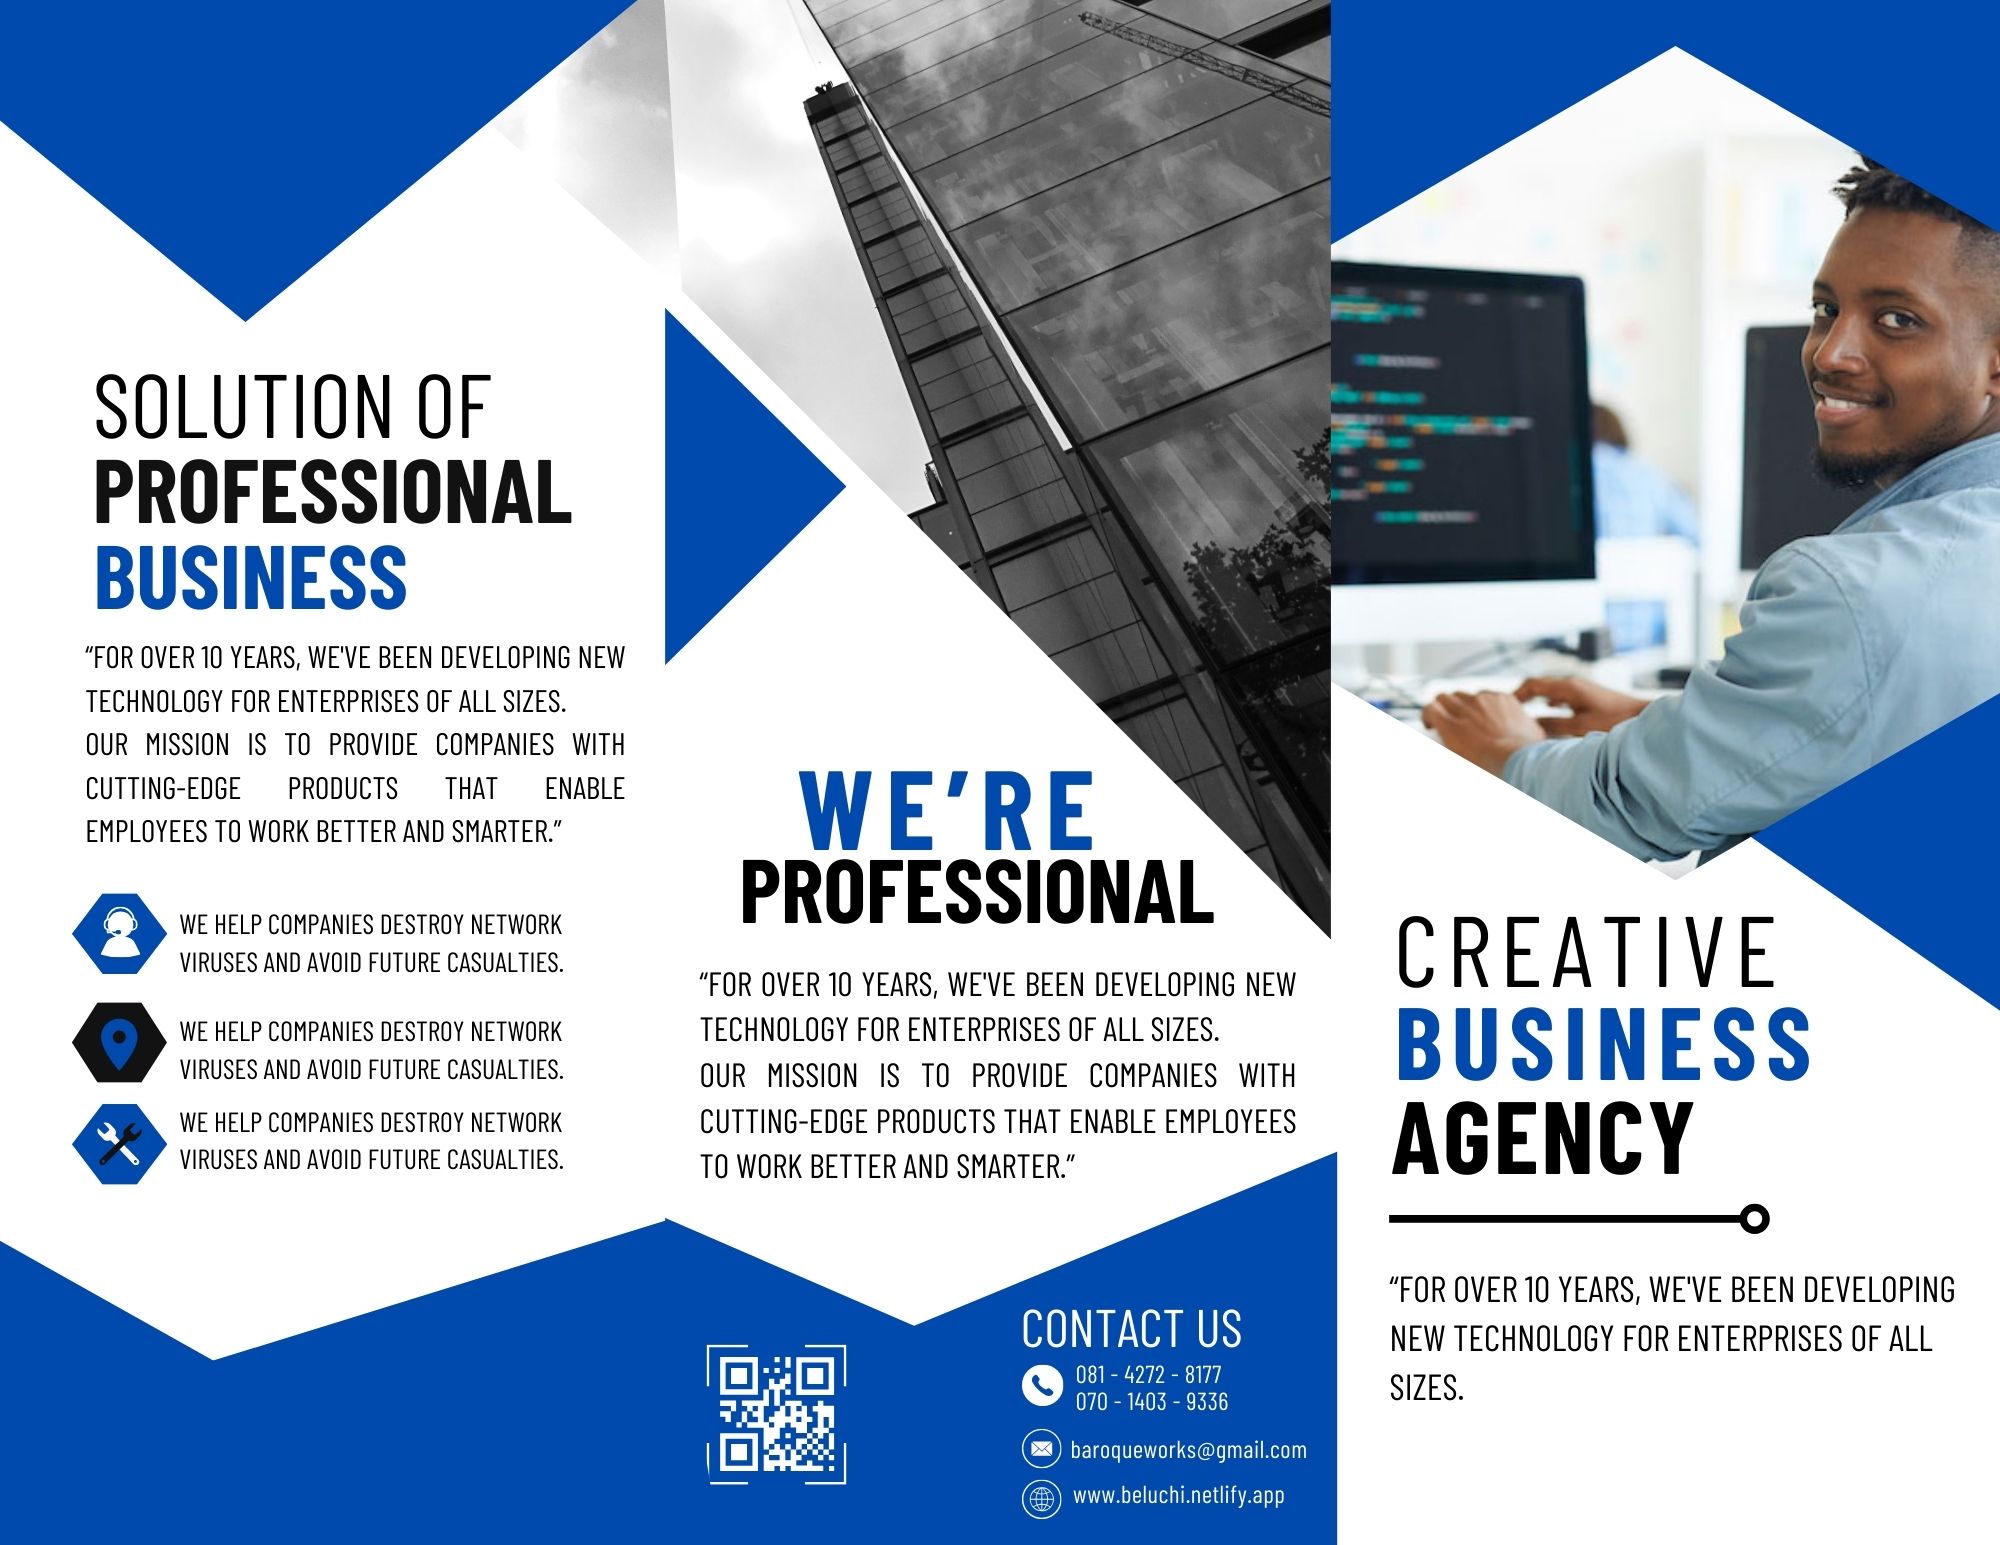 SOLUTION OF
PROFESSIONAL
BUSINESS
“FOR OVER 10 YEARS, WE'VE BEEN DEVELOPING NEW
TECHNOLOGY FOR ENTERPRISES OF ALL SIZES.
OUR MISSION IS TO PROVIDE COMPANIES WITH
CUTTING-EDGE PRODUCTS THAT ENABLE
EMPLOYEES TO WORK BETTER AND SMARTER.”
WE HELP COMPANIES DESTROY NETWORK
VIRUSES AND AVOID FUTURE CASUALTIES.
WE HELP COMPANIES DESTROY NETWORK
VIRUSES AND AVOID FUTURE CASUALTIES.
WE HELP COMPANIES DESTROY NETWORK
VIRUSES AND AVOID FUTURE CASUALTIES.
WE’RE
PROFESSIONAL
“FOR OVER 10 YEARS, WE'VE BEEN DEVELOPING NEW
TECHNOLOGY FOR ENTERPRISES OF ALL SIZES.
OUR MISSION IS TO PROVIDE COMPANIES WITH
CUTTING-EDGE PRODUCTS THAT ENABLE EMPLOYEES
TO WORK BETTER AND SMARTER.”
CONTACT US
081 - 4272 - 8177
070 - 1403 - 9336
baroqueworks@gmail.com
www.beluchi.netlify.app
CREATIVE
BUSINESS
AGENCY
“FOR OVER 10 YEARS, WE'VE BEEN DEVELOPING
NEW TECHNOLOGY FOR ENTERPRISES OF ALL
SIZES.